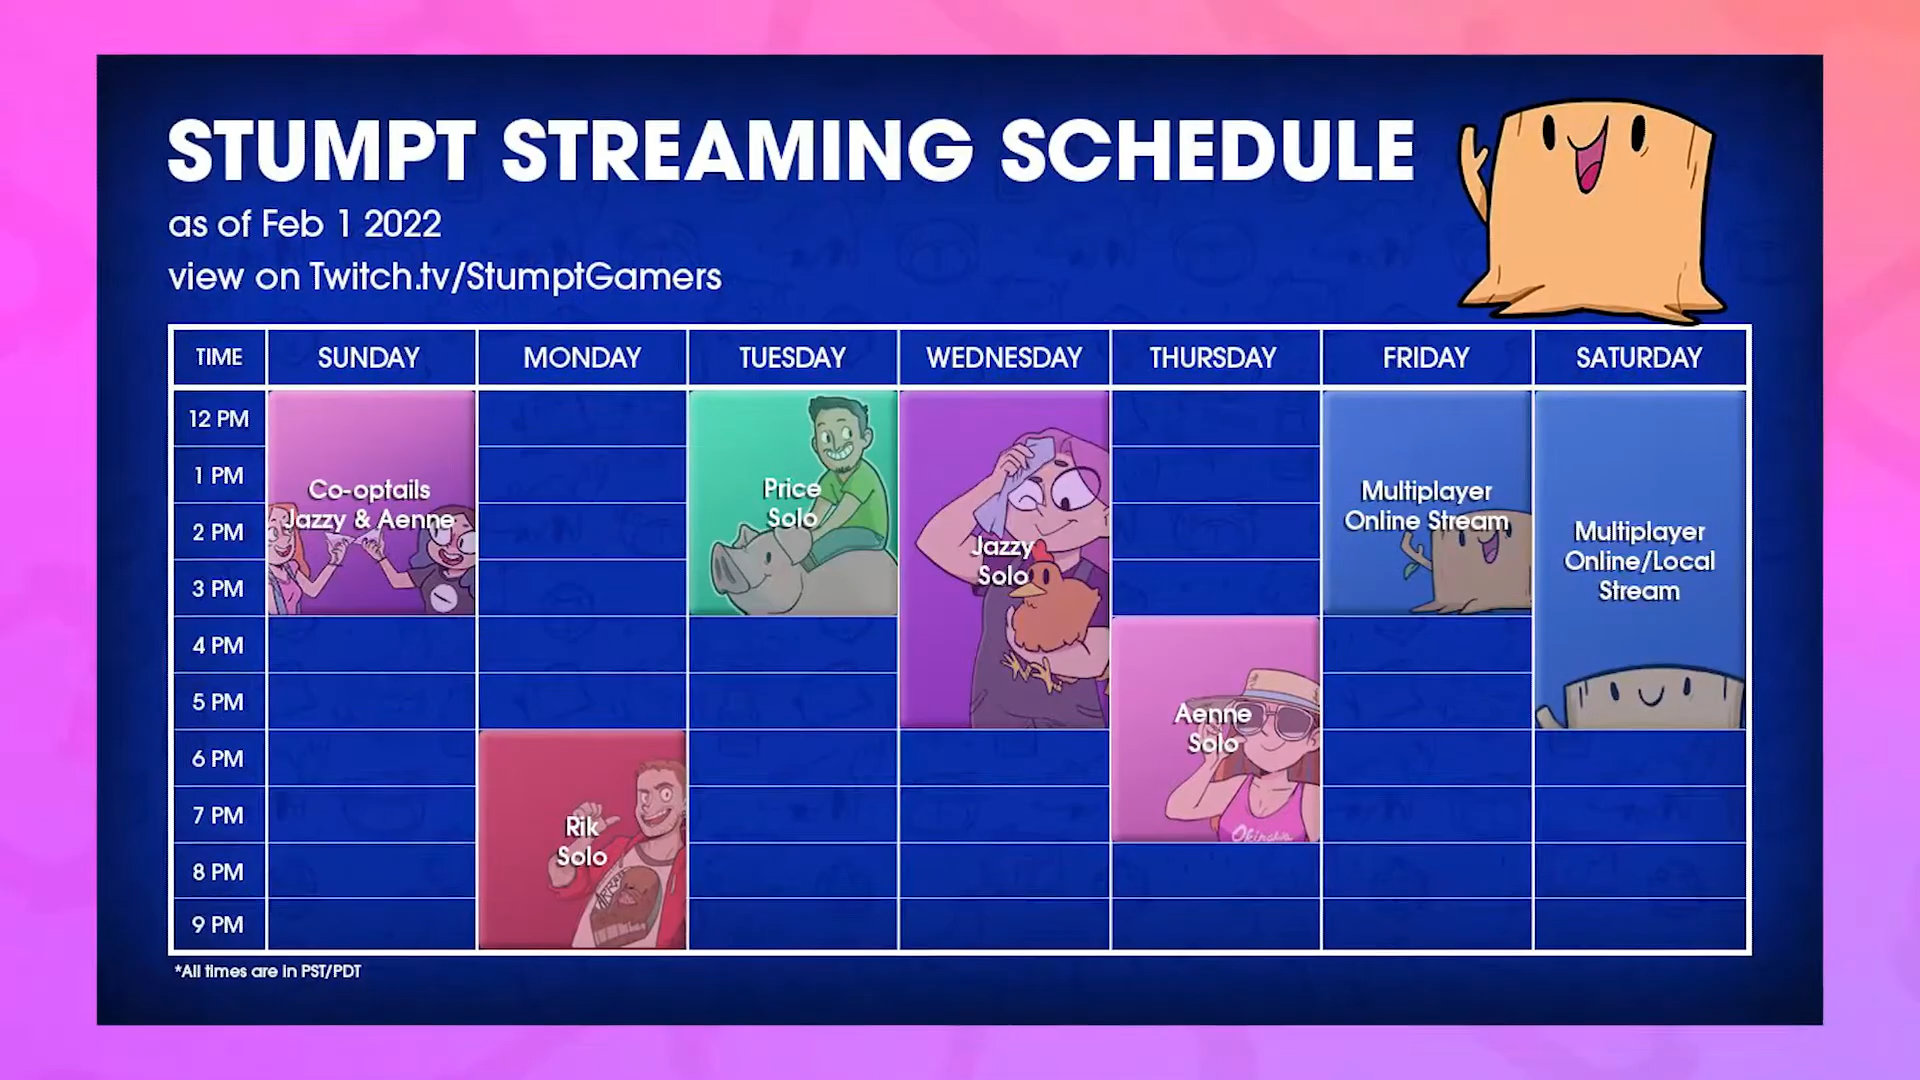 STUMPT STREAMING SCHEDULE
as of Feb 1 2022
view on Twitch.tv/StumptGamers
TIME SUNDAY MONDAY TUESDAY WEDNESDAY THURSDAY FRIDAY SATURDAY
12 PM
1 PM
2 PM
3 PM
4 PM
5 PM
6 PM
7 PM
8 PM
9 PM
Co-optails
Jazzy & Aenne
Rik
Solo
Price
Solo
Jazzy
Solo
Aenne
Solo
Okinawa
Multiplayer
Online Stream
Multiplayer
Online/Local
Stream
*All times are in PST/PDT